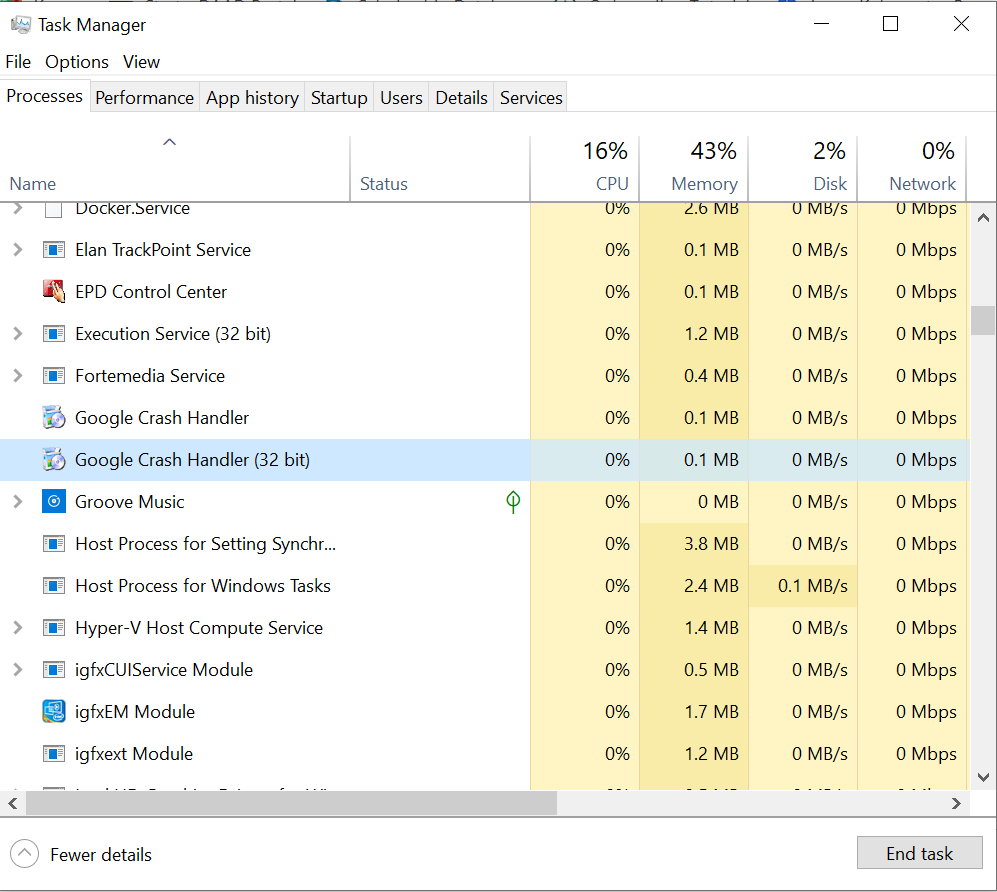 Task Manager
File Options View
Processes Performance App history Startup Users Details Services
16% 43% 2% 0%
Name Status CPU Memory Disk Network
Docker.Service 0% 2.6 MB 0 MB/s 0 Mbps
Elan TrackPoint Service 0% 0.1 MB 0 MB/s 0 Mbps
EPD Control Center 0% 0.1 MB 0 MB/s 0 Mbps
Execution Service (32 bit) 0% 1.2 MB 0 MB/s 0 Mbps
Fortemedia Service 0% 0.4 MB 0 MB/s 0 Mbps
Google Crash Handler 0% 0.1 MB 0 MB/s 0 Mbps
Google Crash Handler (32 bit) 0% 0.1 MB 0 MB/s 0 Mbps
Groove Music 0% 0 MB 0 MB/s 0 Mbps
Host Process for Setting Synchr... 0% 3.8 MB 0 MB/s 0 Mbps
Host Process for Windows Tasks 0% 2.4 MB 0.1 MB/s 0 Mbps
Hyper-V Host Compute Service 0% 1.4 MB 0 MB/s 0 Mbps
igfxCUIService Module 0% 0.5 MB 0 MB/s 0 Mbps
igfxEM Module 0% 1.7 MB 0 MB/s 0 Mbps
igfxext Module 0% 1.2 MB 0 MB/s 0 Mbps
Fewer details End task